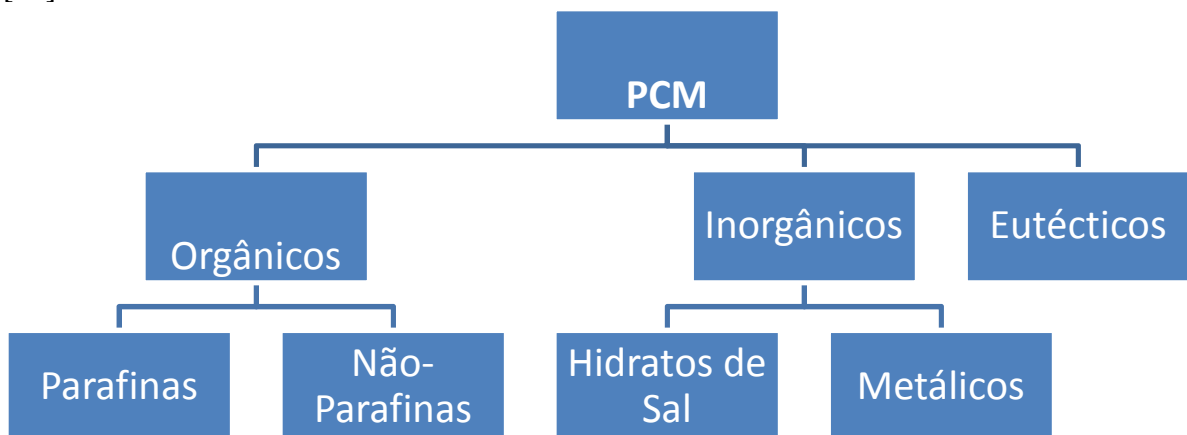 PCM
Orgânicos
Inorgânicos
Eutécticos
Parafinas
Não-
Parafinas
Hidratos de
Sal
Metálicos